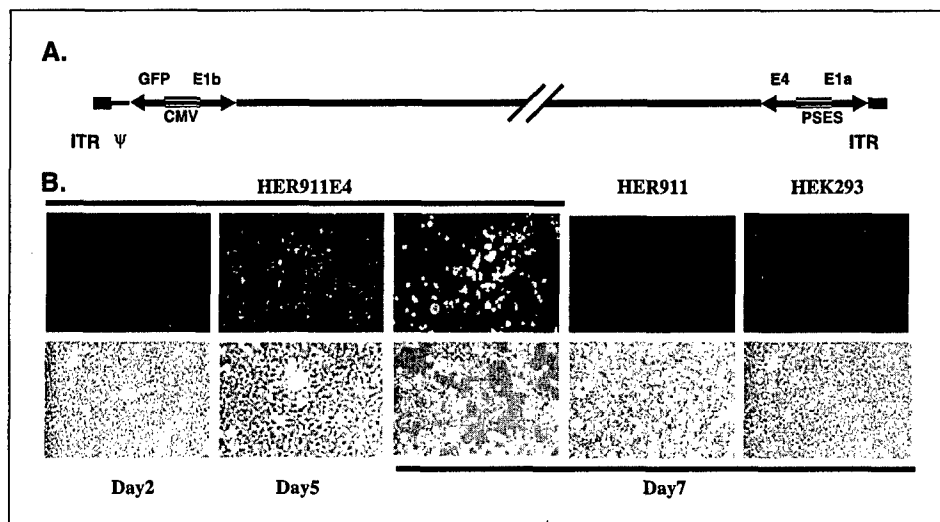 A.
GFP E1b E4 E1a
CMV PSES
ITR Ψ ITR
B. HER911E4 HER911 HEK293
Day2 Day5 Day7